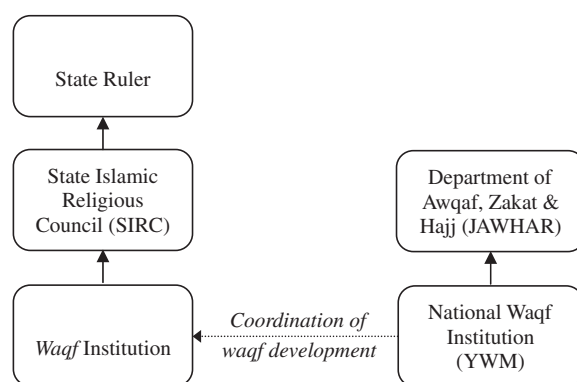 State Ruler
State Islamic
Religious
Council (SIRC)
Department of
Awqaf, Zakat &
Hajj (JAWHAR)
Waqf Institution
Coordination of
waqf development
National Waqf
Institution
(YWM)